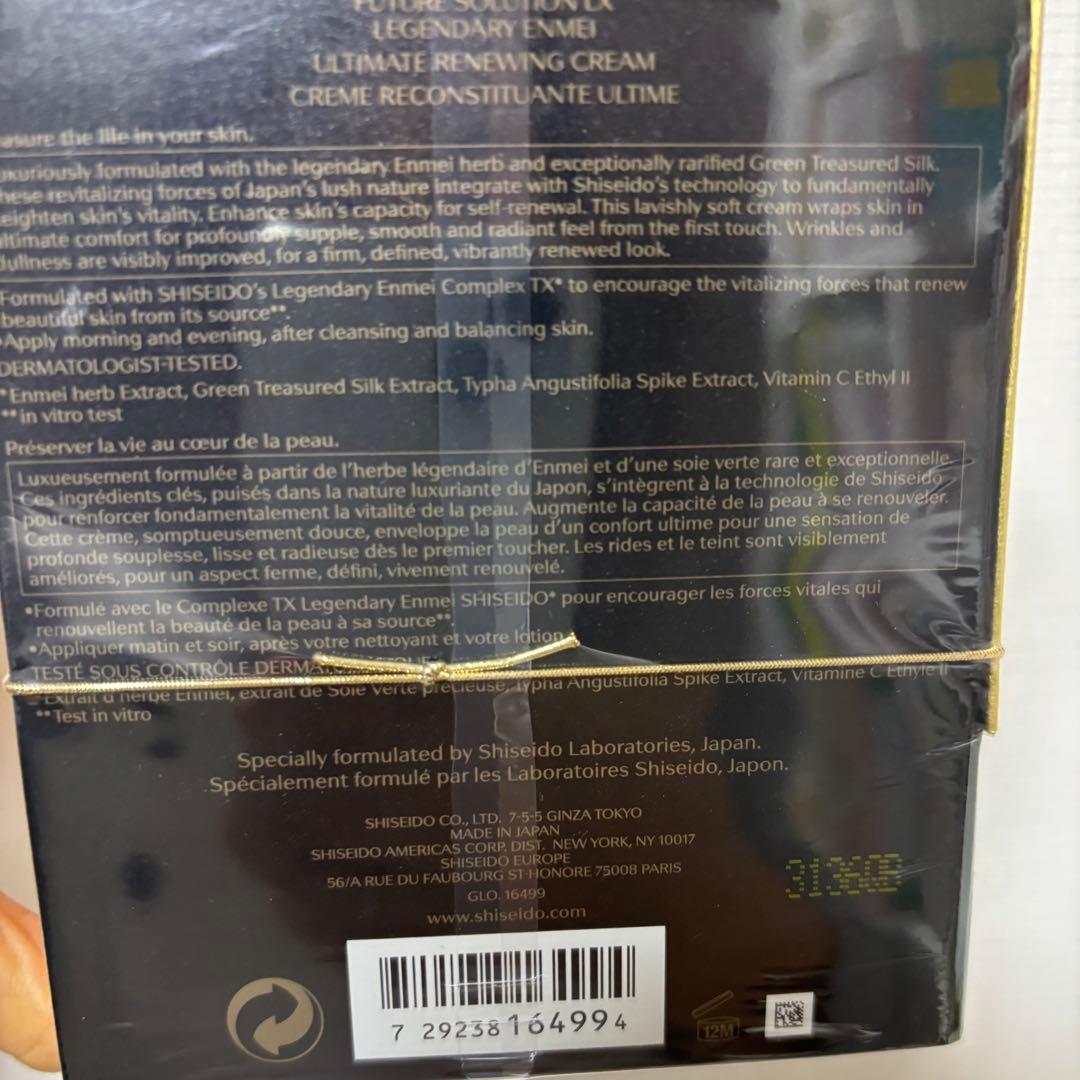 FUTURE SOLUTION LX
LEGENDARY ENMEI
ULTIMATE RENEWING CREAM
CRÈME RECONSTITUANTE ULTIME
asure the life in your skin.
uxuriously formulated with the legendary Enmei herb and exceptionally rarified Green Treasured Silk.
hese revitalizing forces of Japan's lush nature integrate with Shiseido's technology to fundamentally
eighten skin's vitality. Enhance skin's capacity for self-renewal. This lavishly soft cream wraps skin in
ltimate comfort for profoundly supple, smooth and radiant feel from the first touch. Wrinkles and
dullness are visibly improved, for a firm, defined, vibrantly renewed look.
Formulated with SHISEIDO's Legendary Enmei Complex TX* to encourage the vitalizing forces that renew
beautiful skin from its source**.
•Apply morning and evening, after cleansing and balancing skin.
DERMATOLOGIST-TESTED.
*Enmei herb Extract, Green Treasured Silk Extract, Typha Angustifolia Spike Extract, Vitamin C Ethyl II
**in vitro test
Préserver la vie au cœur de la peau.
Luxueusement formulée à partir de l'herbe légendaire d'Enmei et d'une soie verte rare et exceptionnelle.
Ces ingrédients clés, puisés dans la nature luxuriante du Japon, s'intègrent à la technologie de Shiseido
pour renforcer fondamentalement la vitalité de la peau. Augmente la capacité de la peau à se renouveler.
Cette crème, somptueusement douce, enveloppe la peau d'un confort ultime pour une sensation de
profonde souplesse, lisse et radieuse dès le premier toucher. Les rides et le teint sont visiblement
améliorés, pour un aspect ferme, défini, vivement renouvelé.
•Formulé avec le Complexe TX Legendary Enmei SHISEIDO* pour encourager les forces vitales qui
renouvellent la beauté de la peau à sa source**.
•Appliquer matin et soir, après votre nettoyant et votre lotion.
TESTÉ SOUS CONTRÔLE
*Extrait d'herbe Enmei, extrait de Soie Verte précieuse, Typha Angustifolia Spike Extract, Vitamine C Ethyle II
**Test in vitro
Specially formulated by Shiseido Laboratories, Japan.
Spécialement formulé par les Laboratoires Shiseido, Japon.
SHISEIDO CO., LTD. 7-5-5 GINZA TOKYO
MADE IN JAPAN
SHISEIDO AMERICAS CORP. DIST. NEW YORK, NY 10017
SHISEIDO EUROPE
56/A RUE DU FAUBOURG ST-HONORE 75008 PARIS
GLO. 16499
www.shiseido.com
7 29238 164994
12M